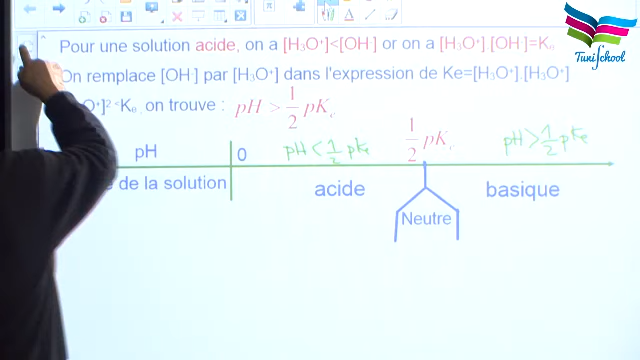 Pour une solution acide, on a [H₃O⁺]<[OH⁻] or on a [H₃O⁺].[OH⁻]=Kₑ
On remplace [OH⁻] par [H₃O⁺] dans l'expression de Ke=[H₃O⁺].[H₃O⁺]
O⁺]² <Kₑ, on trouve : pH > 1/2 pKₑ
pH 0 pH < 1/2 pKe 1/2 pKₑ pH > 1/2 pKe
de la solution acide basique
Neutre
TuniSchool